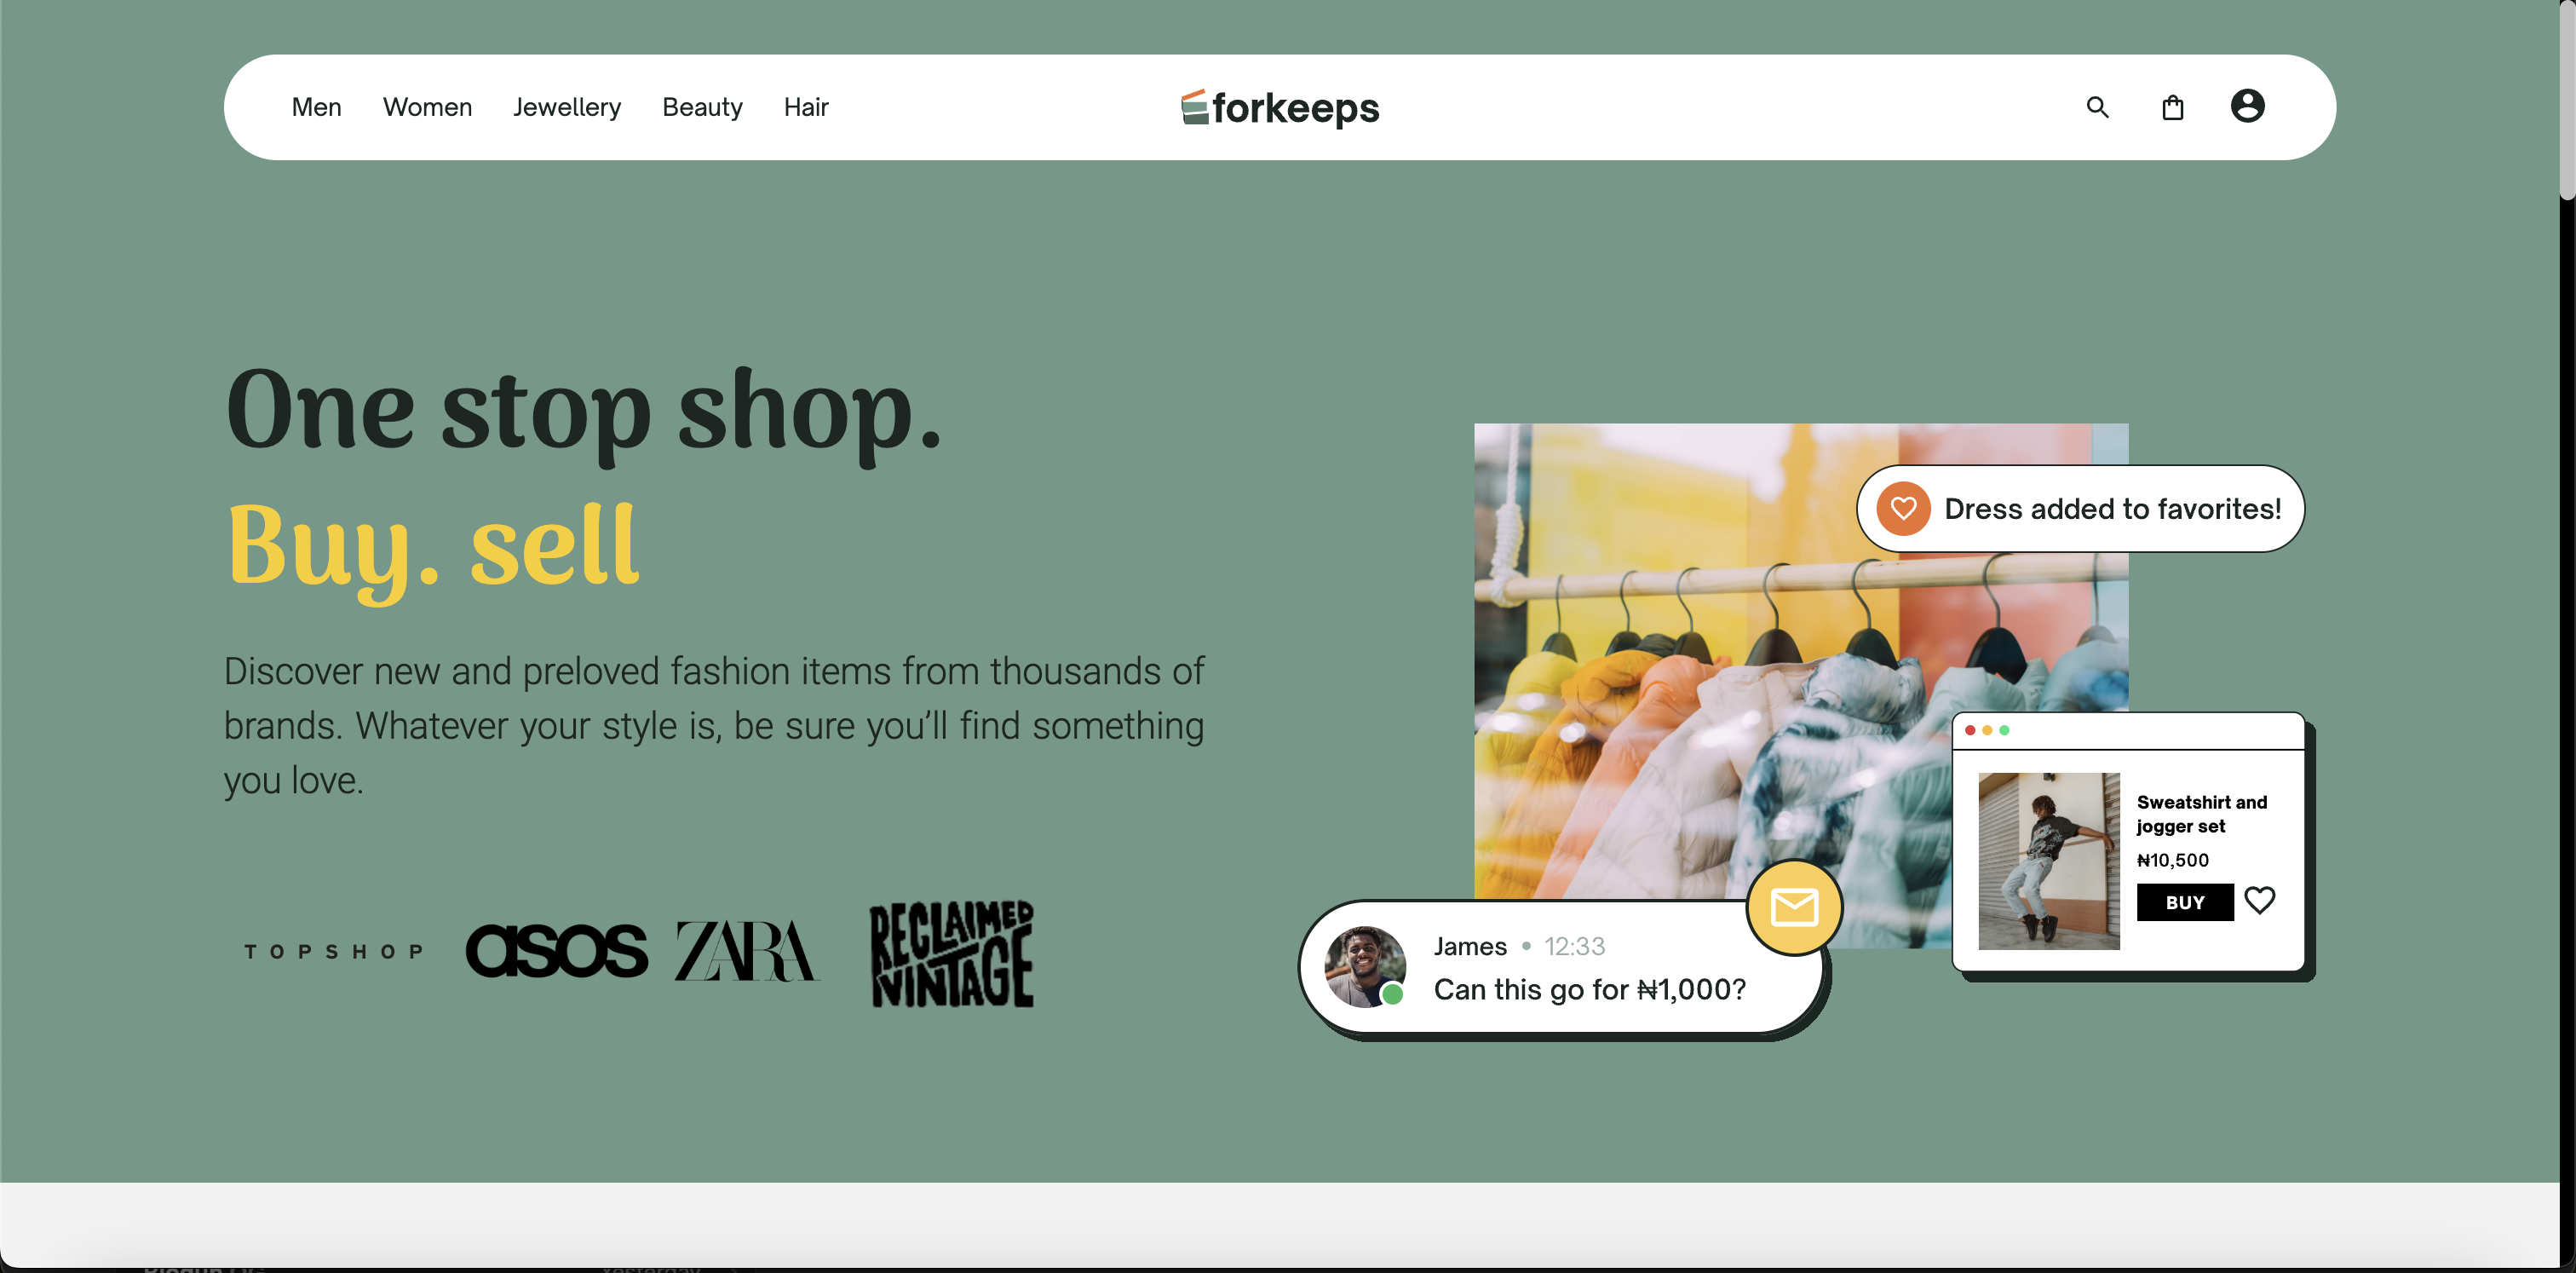 Men Women Jewellery Beauty Hair
forkeeps
One stop shop.
Buy. sell
Discover new and preloved fashion items from thousands of
brands. Whatever your style is, be sure you’ll find something
you love.
TOPSHOP
asos
ZARA
RECLAIMED
VINTAGE
Dress added to favorites!
Sweatshirt and
jogger set
₦10,500
BUY
James • 12:33
Can this go for ₦1,000?